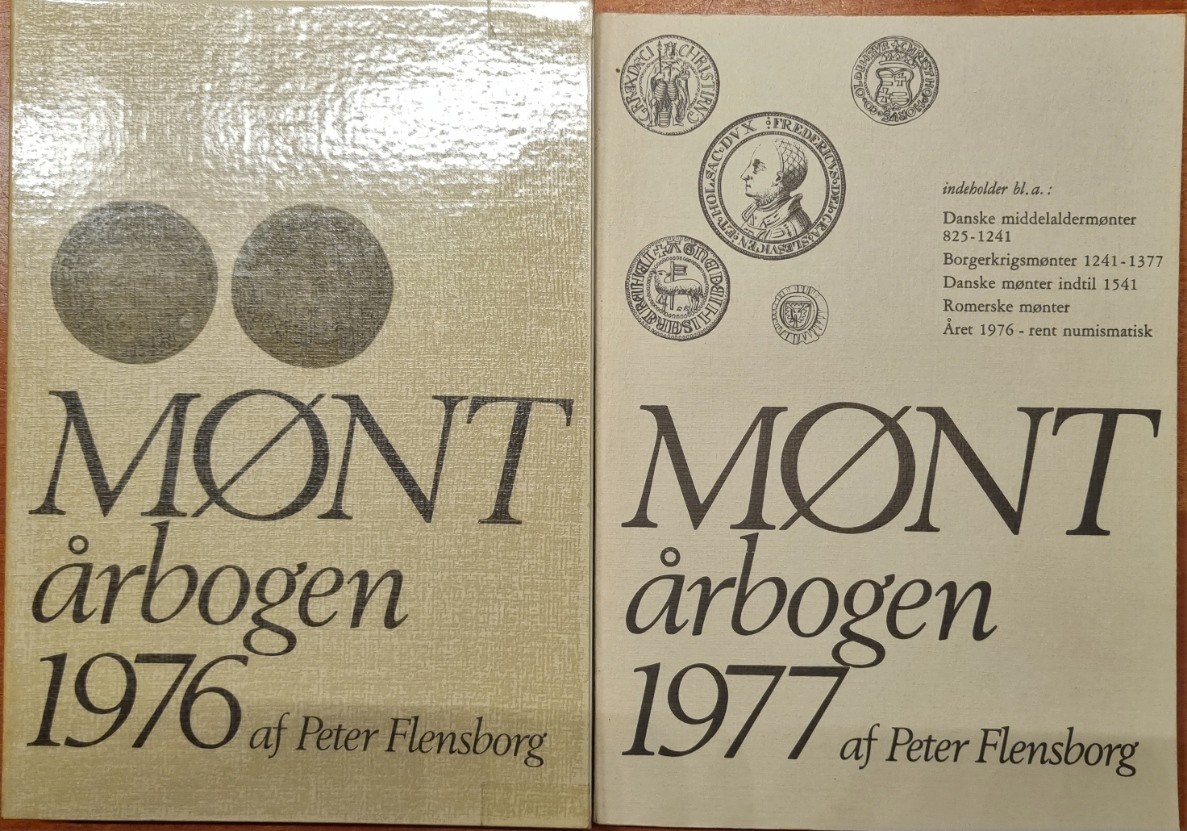 MØNT
årbogen
1976 af Peter Flensborg
indeholder bl.a.:
Danske middelaldermønter
825-1241
Borgerkrigsmønter 1241-1377
Danske mønter indtil 1541
Romerske mønter
Året 1976 - rent numismatisk
MØNT
årbogen
1977 af Peter Flensborg